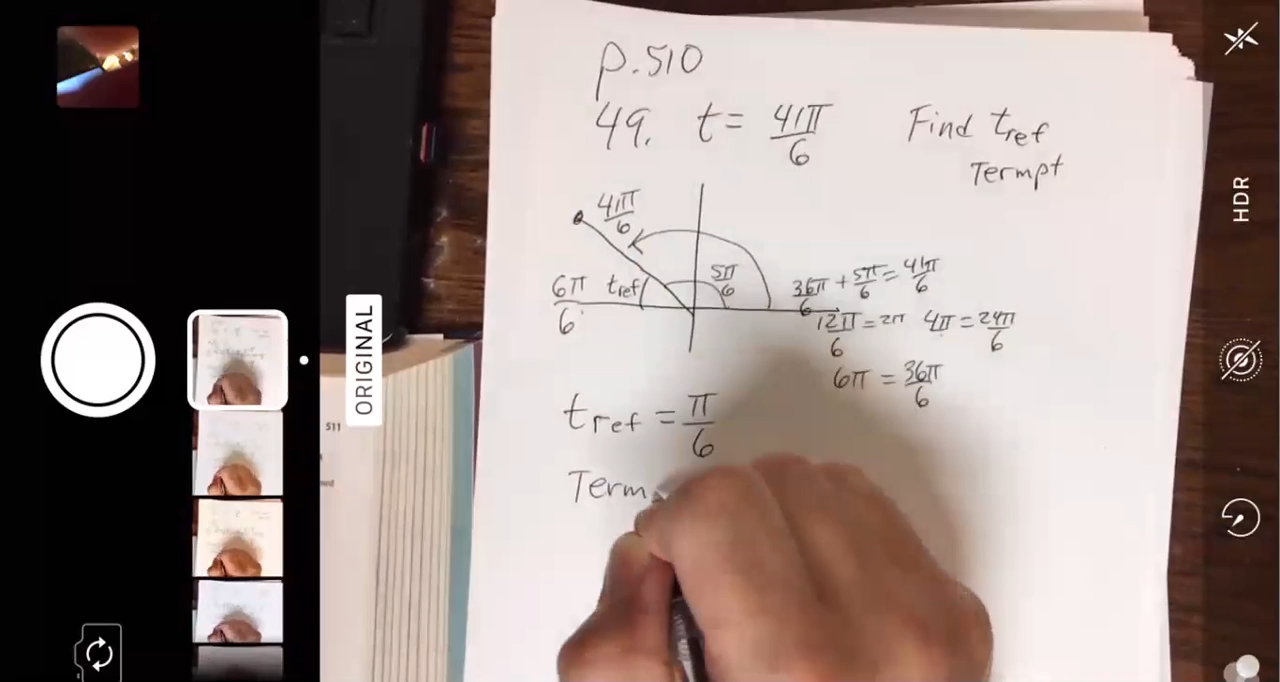 p.510
49. t = 41π/6 Find tref
Termpt
41π/6
6π/6 tref 5π/6
36π/6 + 5π/6 = 41π/6
12π/6 = 2π 4π = 24π/6
6π = 36π/6
tref = π/6
Term
ORIGINAL
HDR
511